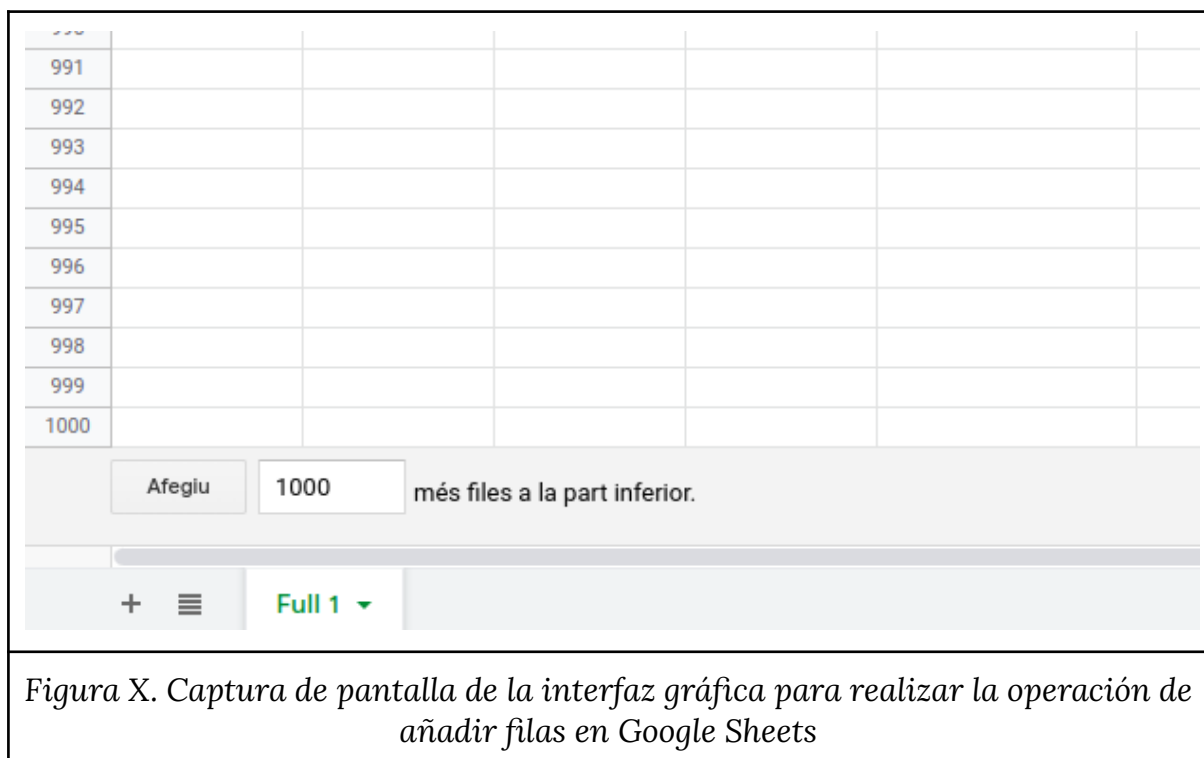 991
992
993
994
995
996
997
998
999
1000
Afegiu 1000 més files a la part inferior.
+ Full 1
Figura X. Captura de pantalla de la interfaz gráfica para realizar la operación de
añadir filas en Google Sheets